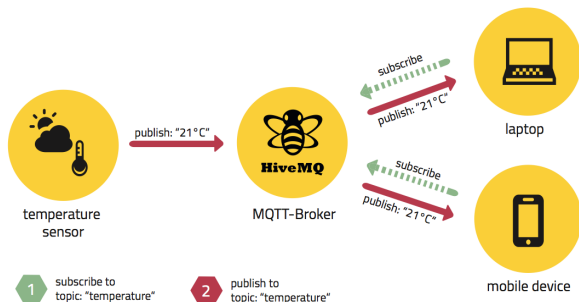 subscribe
publish: "21°C"
laptop
publish: "21°C"
HiveMQ
MQTT-Broker
temperature
sensor
subscribe
publish: "21°C"
mobile device
1
subscribe to
topic: "temperature"
2
publish to
topic: "temperature"